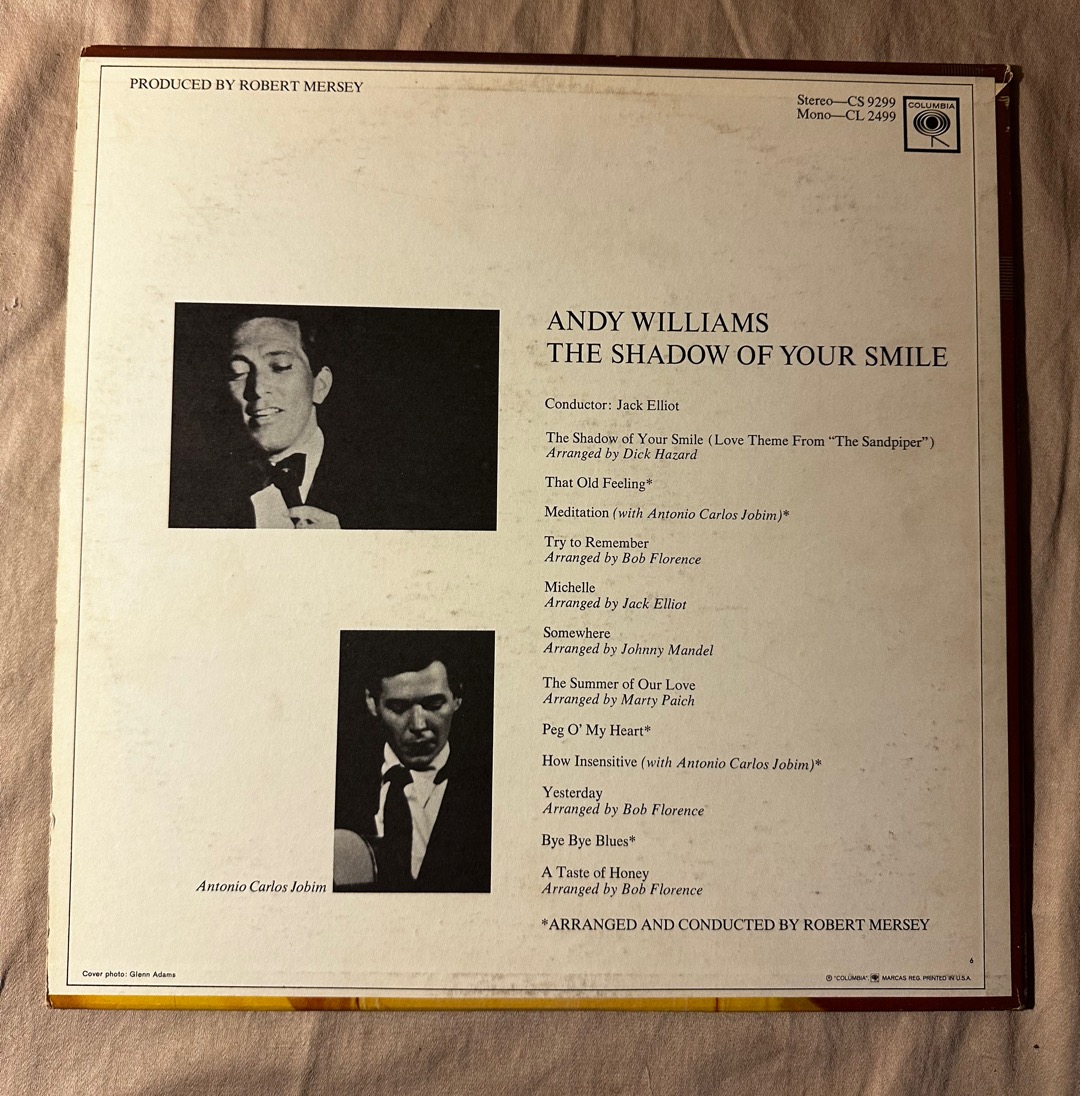 PRODUCED BY ROBERT MERSEY
Stereo—CS 9299
Mono—CL 2499
COLUMBIA
ANDY WILLIAMS
THE SHADOW OF YOUR SMILE
Conductor: Jack Elliot
The Shadow of Your Smile (Love Theme From “The Sandpiper”)
Arranged by Dick Hazard
That Old Feeling*
Meditation (with Antonio Carlos Jobim)*
Try to Remember
Arranged by Bob Florence
Michelle
Arranged by Jack Elliot
Somewhere
Arranged by Johnny Mandel
The Summer of Our Love
Arranged by Marty Paich
Peg O’ My Heart*
How Insensitive (with Antonio Carlos Jobim)*
Yesterday
Arranged by Bob Florence
Bye Bye Blues*
A Taste of Honey
Arranged by Bob Florence
Antonio Carlos Jobim
*ARRANGED AND CONDUCTED BY ROBERT MERSEY
6
Cover photo: Glenn Adams
® “COLUMBIA”, MARCAS REG. PRINTED IN U.S.A.